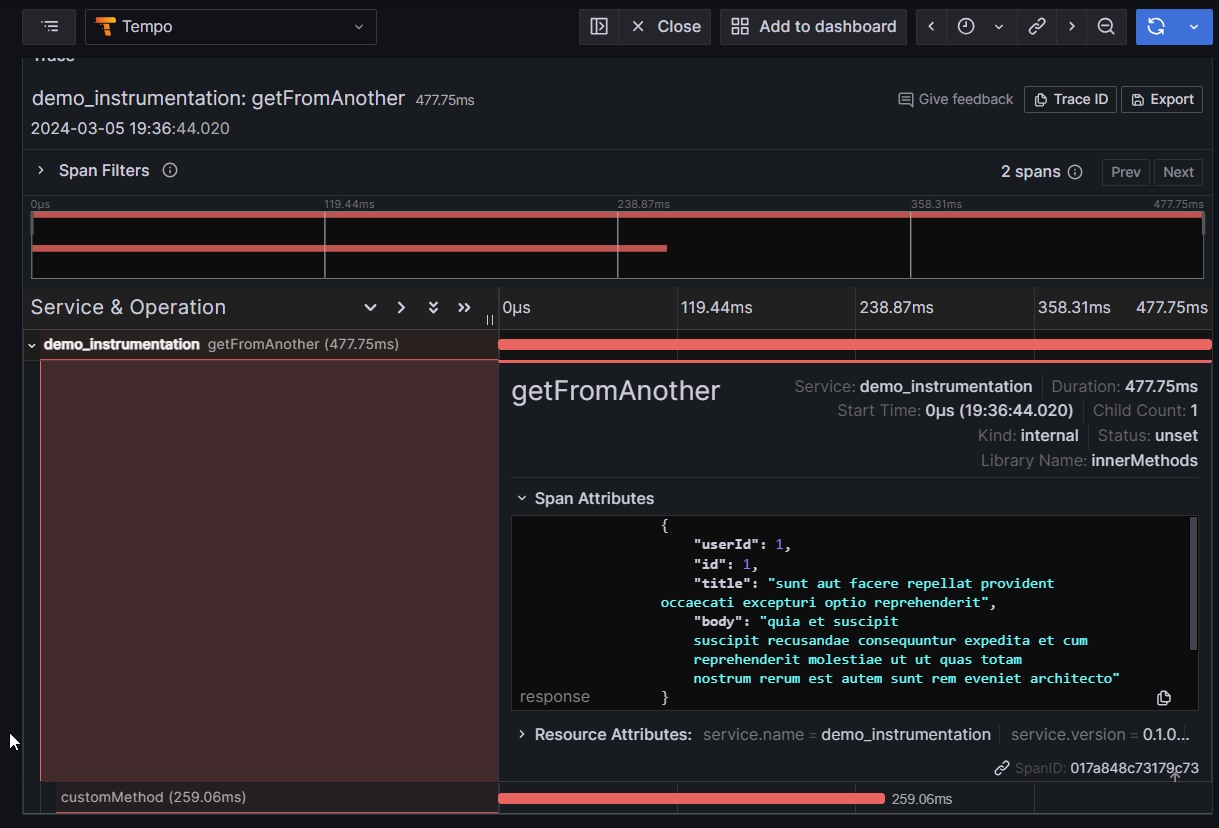 Tempo
Close
Add to dashboard
Trace
demo_instrumentation: getFromAnother 477.75ms
Give feedback
Trace ID
Export
2024-03-05 19:36:44.020
Span Filters
2 spans
Prev
Next
0μs 119.44ms 238.87ms 358.31ms 477.75ms
Service & Operation
0μs 119.44ms 238.87ms 358.31ms 477.75ms
demo_instrumentation getFromAnother (477.75ms)
getFromAnother
Service: demo_instrumentation Duration: 477.75ms
Start Time: 0μs (19:36:44.020) Child Count: 1
Kind: internal Status: unset
Library Name: innerMethods
Span Attributes
{
"userId": 1,
"id": 1,
"title": "sunt aut facere repellat provident
occaecati excepturi optio reprehenderit",
"body": "quia et suscipit
suscipit recusandae consequuntur expedita et cum
reprehenderit molestiae ut ut quas totam
nostrum rerum est autem sunt rem eveniet architecto"
response }
Resource Attributes: service.name = demo_instrumentation service.version = 0.1.0...
SpanID: 017a848c73179c73
customMethod (259.06ms)
259.06ms